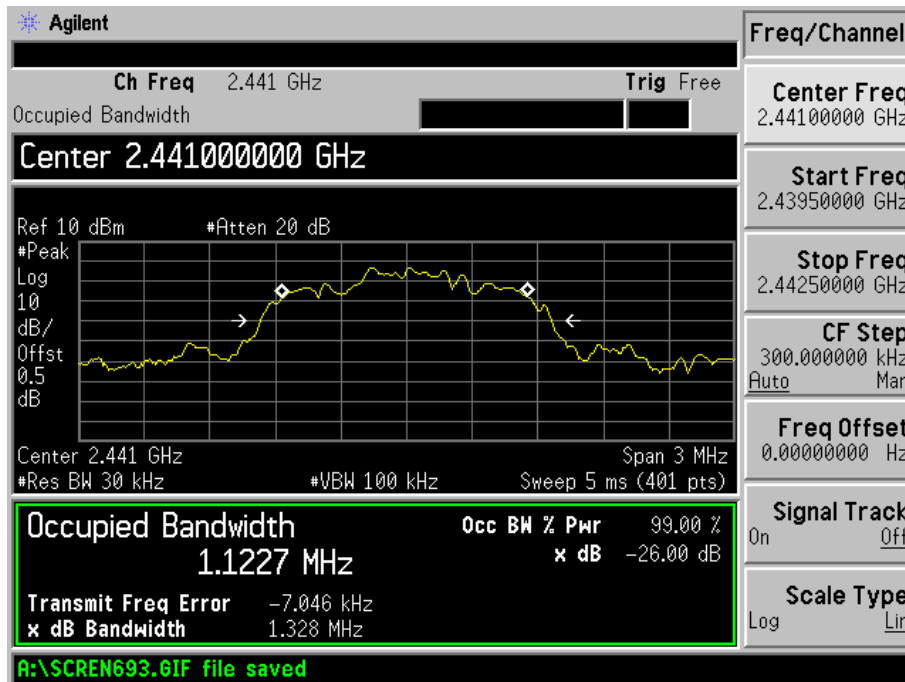 Agilent
Freq/Channel
Ch Freq 2.441 GHz Trig Free
Occupied Bandwidth
Center 2.441000000 GHz
Ref 10 dBm #Atten 20 dB
#Peak
Log
10
dB/
Offst
0.5
dB
Center 2.441 GHz Span 3 MHz
#Res BW 30 kHz #VBW 100 kHz Sweep 5 ms (401 pts)
Occupied Bandwidth Occ BW % Pwr 99.00 %
1.1227 MHz x dB -26.00 dB
Transmit Freq Error -7.046 kHz
x dB Bandwidth 1.328 MHz
A:\SCREN693.GIF file saved
Center Freq
2.44100000 GHz
Start Freq
2.43950000 GHz
Stop Freq
2.44250000 GHz
CF Step
300.000000 kHz
Auto Man
Freq Offset
0.00000000 Hz
Signal Track
On Off
Scale Type
Log Lin